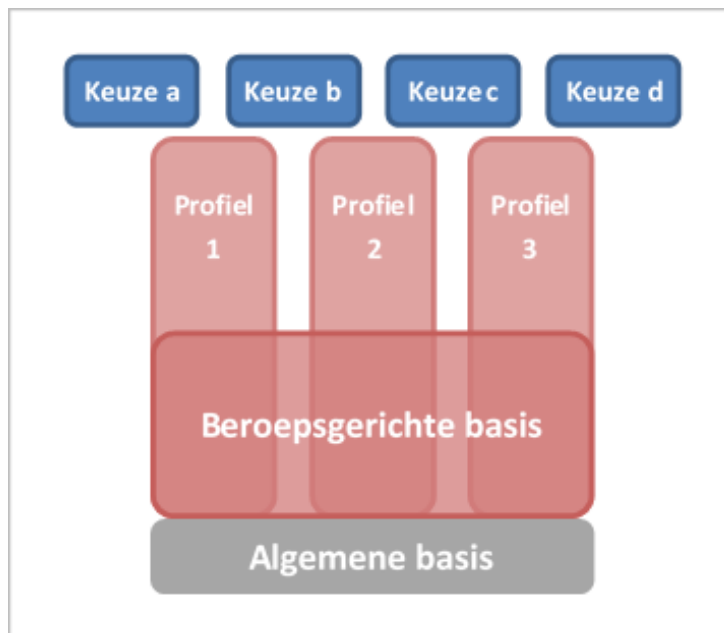 Keuze a Keuze b Keuze c Keuze d
Profiel Profiel Profiel
1 2 3
Beroepsgerichte basis
Algemene basis